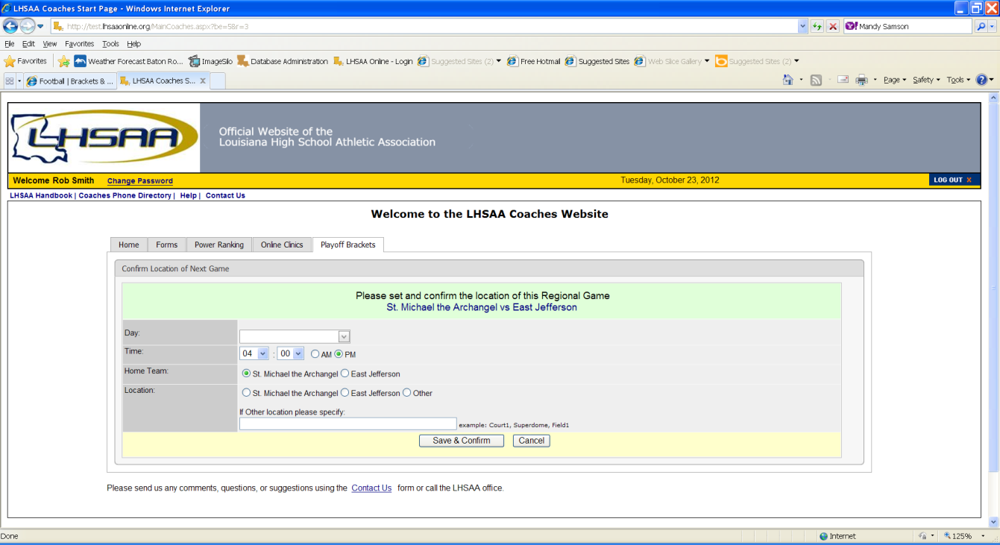 LHSAA Coaches Start Page - Windows Internet Explorer
http://test.lhsaaonline.org/MainCoaches.aspx?be=5&r=3
Mandy Samson
File Edit View Favorites Tools Help
Favorites Weather Forecast Baton Ro... ImageSilo Database Administration LHSAA Online - Login Suggested Sites (2) Free Hotmail Suggested Sites Web Slice Gallery Suggested Sites (2)
Football | Brackets & ... LHSAA Coaches S... X Page Safety Tools
LHSAA
Official Website of the
Louisiana High School Athletic Association
Welcome Rob Smith Change Password Tuesday, October 23, 2012 LOG OUT X
LHSAA Handbook | Coaches Phone Directory | Help | Contact Us
Welcome to the LHSAA Coaches Website
Home Forms Power Ranking Online Clinics Playoff Brackets
Confirm Location of Next Game
Please set and confirm the location of this Regional Game
St. Michael the Archangel vs East Jefferson
Day:
Time: 04 : 00 AM PM
Home Team: St. Michael the Archangel East Jefferson
Location: St. Michael the Archangel East Jefferson Other
If Other location please specify:
example: Court1, Superdome, Field1
Save & Confirm Cancel
Please send us any comments, questions, or suggestions using the Contact Us form or call the LHSAA office.
Done Internet 125%